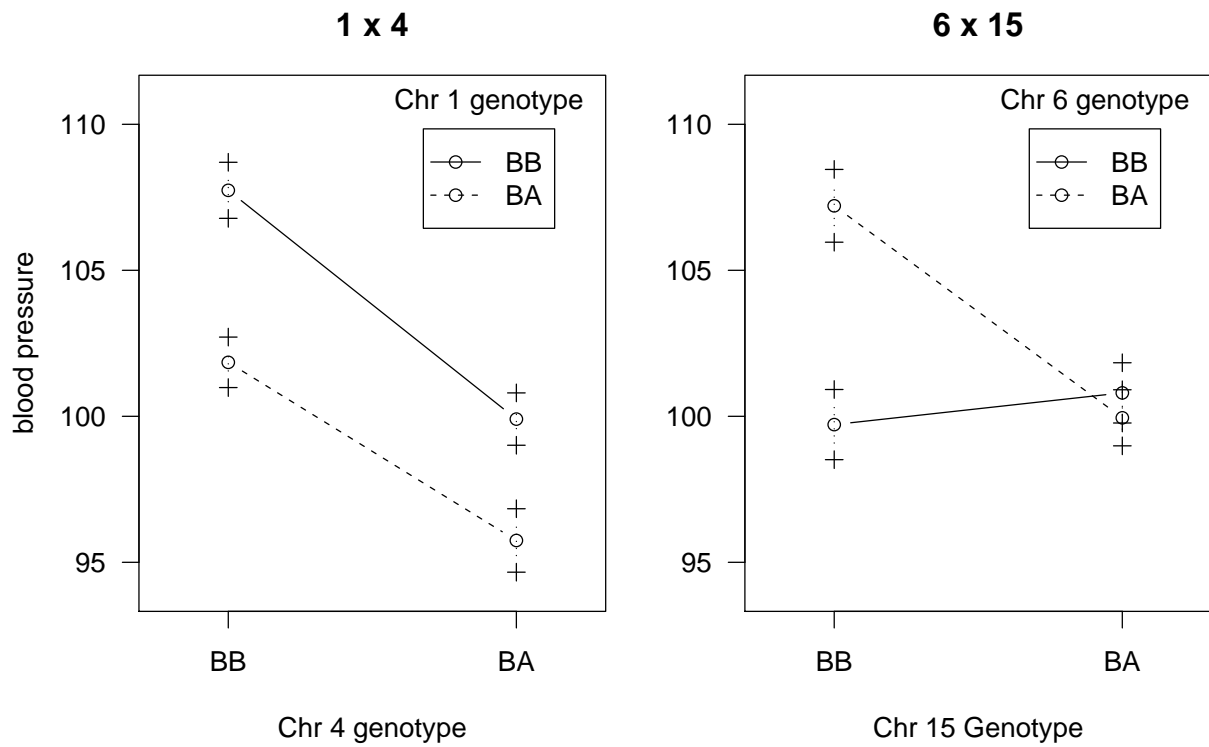 1 x 4
Chr 1 genotype
BB
BA
110
105
100
95
blood pressure
BB
BA
Chr 4 genotype
6 x 15
Chr 6 genotype
BB
BA
110
105
100
95
BB
BA
Chr 15 Genotype